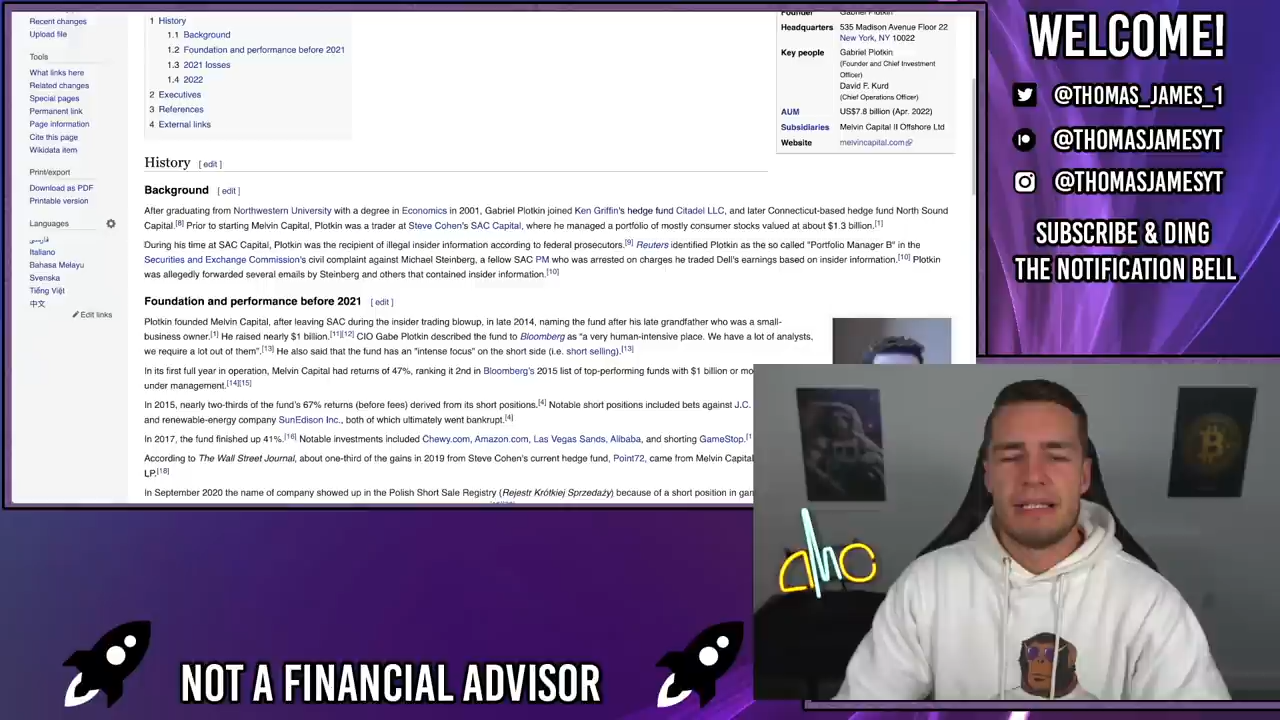 Recent changes
Upload file
Tools
What links here
Related changes
Special pages
Permanent link
Page information
Cite this page
Wikidata item
Print/export
Download as PDF
Printable version
Languages
فارسی
Italiano
Bahasa Melayu
Svenska
Tiếng Việt
中文
Edit links
1 History
1.1 Background
1.2 Foundation and performance before 2021
1.3 2021 losses
1.4 2022
2 Executives
3 References
4 External links
Founder Gabriel Plotkin
Headquarters 535 Madison Avenue Floor 22
New York, NY 10022
Key people Gabriel Plotkin
(Founder and Chief Investment
Officer)
David F. Kurd
(Chief Operations Officer)
AUM US$7.8 billion (Apr. 2022)
Subsidiaries Melvin Capital II Offshore Ltd
Website melvincapital.com
History [ edit ]
Background [ edit ]
After graduating from Northwestern University with a degree in Economics in 2001, Gabriel Plotkin joined Ken Griffin's hedge fund Citadel LLC, and later Connecticut-based hedge fund North Sound
Capital.[8] Prior to starting Melvin Capital, Plotkin was a trader at Steve Cohen's SAC Capital, where he managed a portfolio of mostly consumer stocks valued at about $1.3 billion.[1]
During his time at SAC Capital, Plotkin was the recipient of illegal insider information according to federal prosecutors.[9] Reuters identified Plotkin as the so called "Portfolio Manager B" in the
Securities and Exchange Commission's civil complaint against Michael Steinberg, a fellow SAC PM who was arrested on charges he traded Dell's earnings based on insider information.[10] Plotkin
was allegedly forwarded several emails by Steinberg and others that contained insider information.[10]
Foundation and performance before 2021 [ edit ]
Plotkin founded Melvin Capital, after leaving SAC during the insider trading blowup, in late 2014, naming the fund after his late grandfather who was a small-
business owner.[1] He raised nearly $1 billion.[11][12] CIO Gabe Plotkin described the fund to Bloomberg as "a very human-intensive place. We have a lot of analysts,
we require a lot out of them".[13] He also said that the fund has an "intense focus" on the short side (i.e. short selling).[13]
In its first full year in operation, Melvin Capital had returns of 47%, ranking it 2nd in Bloomberg's 2015 list of top-performing funds with $1 billion or mo
under management.[14][15]
In 2015, nearly two-thirds of the fund's 67% returns (before fees) derived from its short positions.[4] Notable short positions included bets against J.C.
and renewable-energy company SunEdison Inc., both of which ultimately went bankrupt.[4]
In 2017, the fund finished up 41%.[16] Notable investments included Chewy.com, Amazon.com, Las Vegas Sands, Alibaba, and shorting GameStop.[1
According to The Wall Street Journal, about one-third of the gains in 2019 from Steve Cohen's current hedge fund, Point72, came from Melvin Capital
LP.[18]
In September 2020 the name of company showed up in the Polish Short Sale Registry (Rejestr Krótkiej Sprzedaży) because of a short position in gan
WELCOME!
@THOMAS_JAMES_1
@THOMASJAMESYT
@THOMASJAMESYT
SUBSCRIBE & DING
THE NOTIFICATION BELL
NOT A FINANCIAL ADVISOR